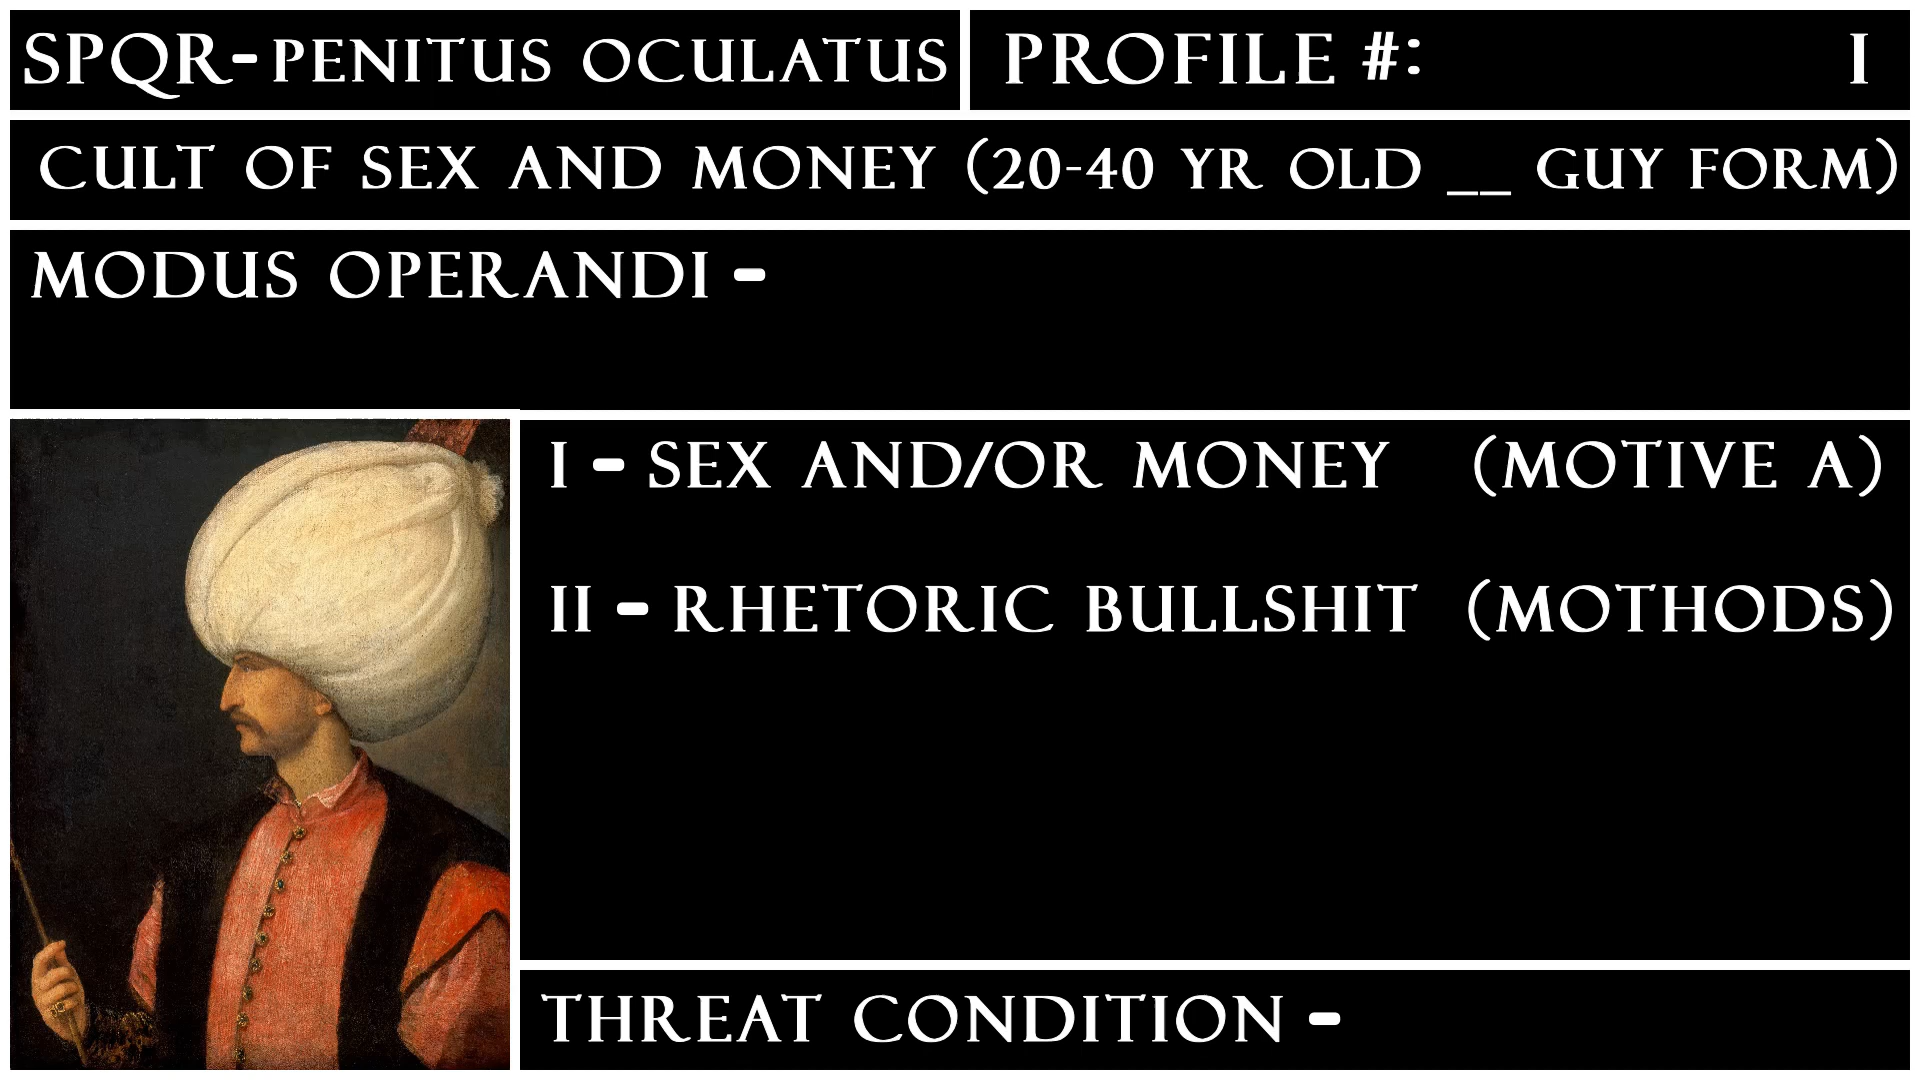 SPQR-PENITUS OCULATUS
PROFILE #: I
CULT OF SEX AND MONEY (20-40 YR OLD __ GUY FORM)
MODUS OPERANDI -
I - SEX AND/OR MONEY (MOTIVE A)
II - RHETORIC BULLSHIT (MOTHODS)
THREAT CONDITION -